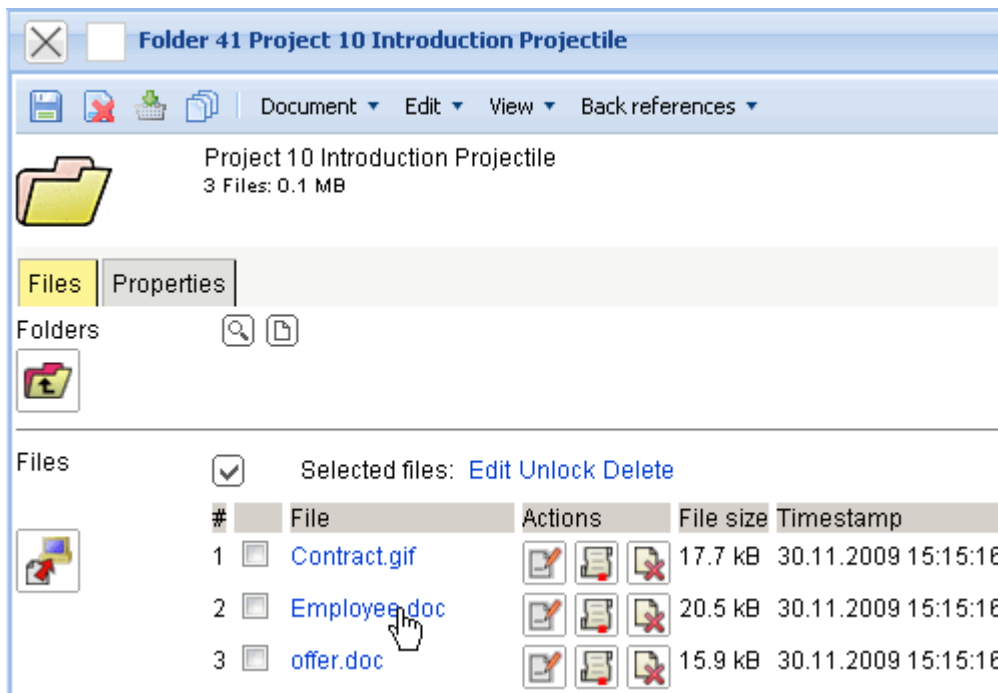 Folder 41 Project 10 Introduction Projectile
Document Edit View Back references
Project 10 Introduction Projectile
3 Files: 0.1 MB
Files Properties
Folders
Files Selected files: Edit Unlock Delete
# File Actions File size Timestamp
1 Contract.gif 17.7 kB 30.11.2009 15:15:16
2 Employee.doc 20.5 kB 30.11.2009 15:15:16
3 offer.doc 15.9 kB 30.11.2009 15:15:16